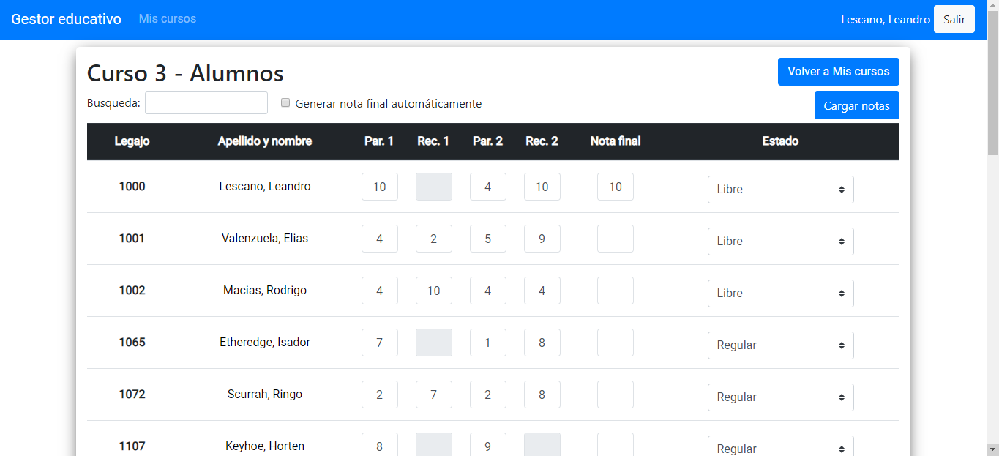 Gestor educativo Mis cursos Lescano, Leandro Salir
Curso 3 - Alumnos Volver a Mis cursos
Busqueda: Generar nota final automáticamente Cargar notas
Legajo Apellido y nombre Par. 1 Rec. 1 Par. 2 Rec. 2 Nota final Estado
1000 Lescano, Leandro 10 4 10 10 Libre
1001 Valenzuela, Elias 4 2 5 9 Libre
1002 Macias, Rodrigo 4 10 4 4 Libre
1065 Etheredge, Isador 7 1 8 Regular
1072 Scurrah, Ringo 2 7 2 8 Regular
1107 Keyhoe, Horten 8 9 Regular